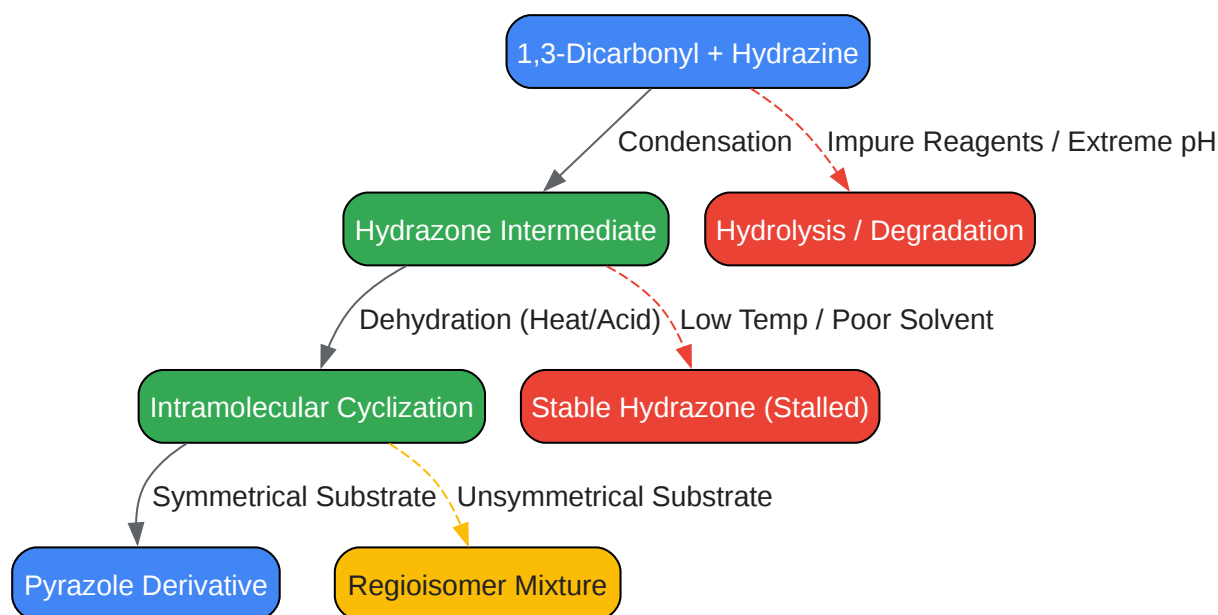 1,3-Dicarbonyl + Hydrazine
Condensation
Impure Reagents / Extreme pH
Hydrazone Intermediate
Hydrolysis / Degradation
Dehydration (Heat/Acid)
Low Temp / Poor Solvent
Intramolecular Cyclization
Stable Hydrazone (Stalled)
Symmetrical Substrate
Unsymmetrical Substrate
Pyrazole Derivative
Regioisomer Mixture